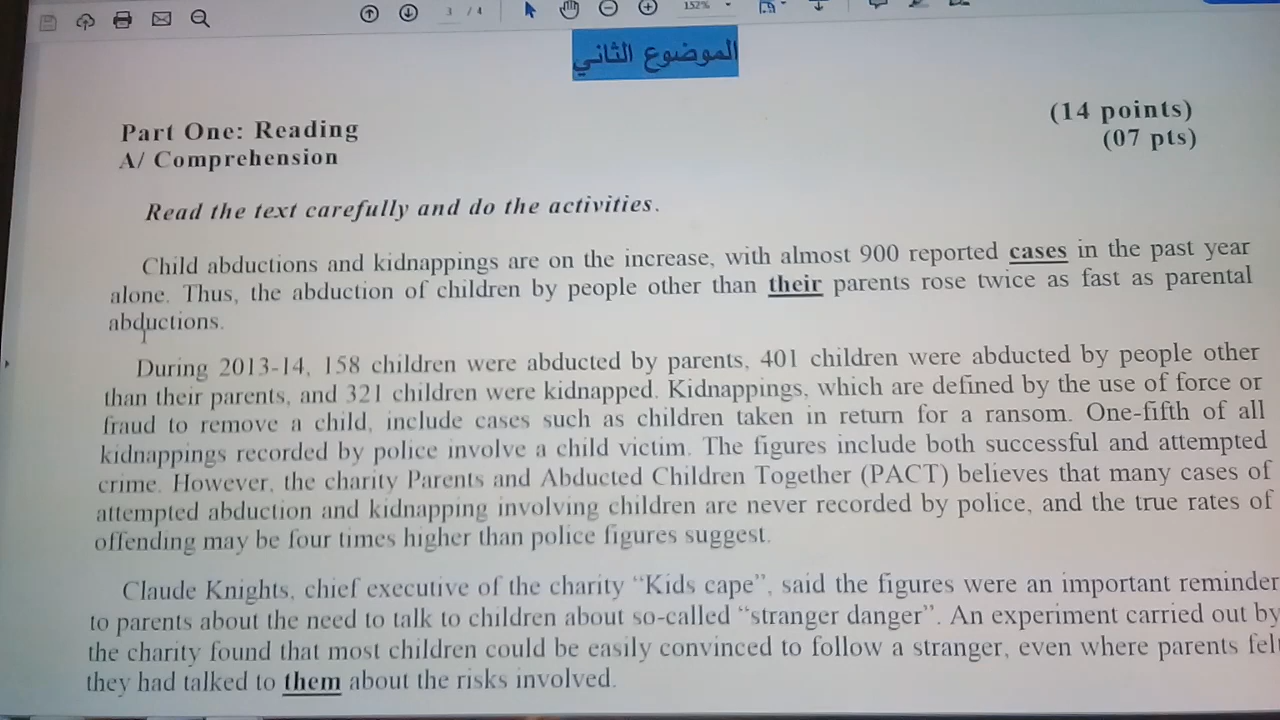 3 / 4
152%
الموضوع الثاني
Part One: Reading
(14 points)
A/ Comprehension
(07 pts)
Read the text carefully and do the activities.
Child abductions and kidnappings are on the increase, with almost 900 reported cases in the past year
alone. Thus, the abduction of children by people other than their parents rose twice as fast as parental
abductions.
During 2013-14, 158 children were abducted by parents, 401 children were abducted by people other
than their parents, and 321 children were kidnapped. Kidnappings, which are defined by the use of force or
fraud to remove a child, include cases such as children taken in return for a ransom. One-fifth of all
kidnappings recorded by police involve a child victim. The figures include both successful and attempted
crime. However, the charity Parents and Abducted Children Together (PACT) believes that many cases of
attempted abduction and kidnapping involving children are never recorded by police, and the true rates of
offending may be four times higher than police figures suggest.
Claude Knights, chief executive of the charity “Kids cape”, said the figures were an important reminder
to parents about the need to talk to children about so-called “stranger danger”. An experiment carried out by
the charity found that most children could be easily convinced to follow a stranger, even where parents fel
they had talked to them about the risks involved.